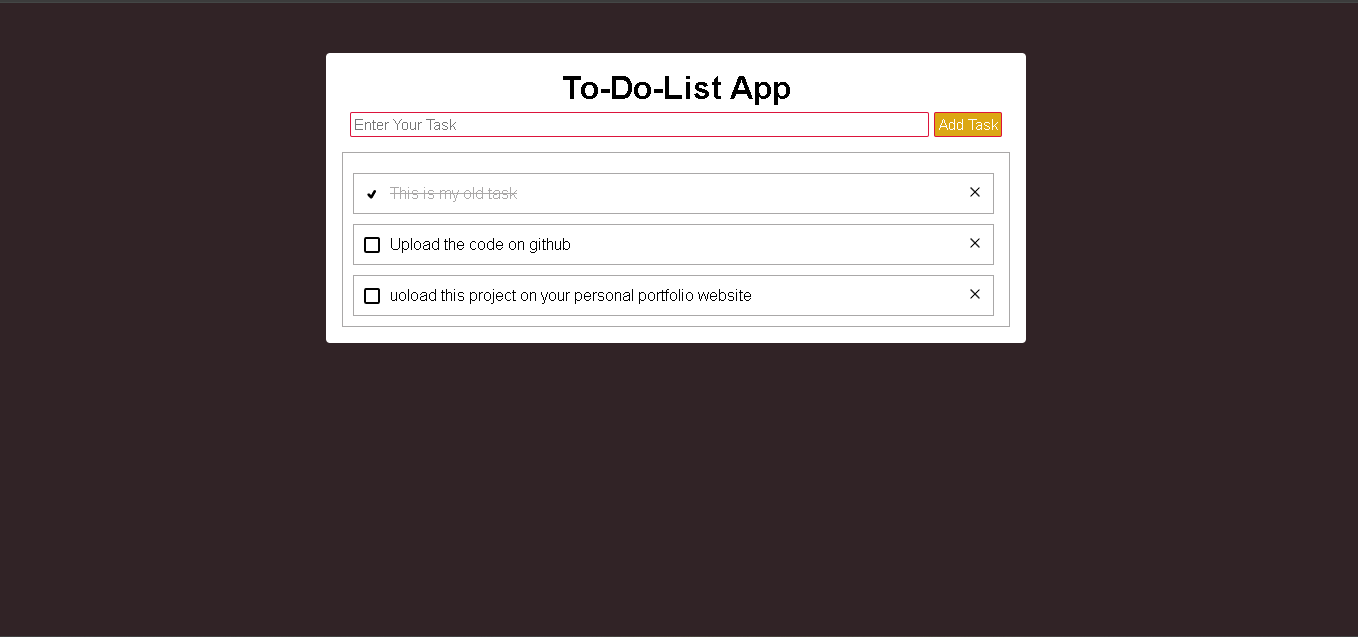 To-Do-List App
Enter Your Task
Add Task
This is my old task
Upload the code on github
uoload this project on your personal portfolio website